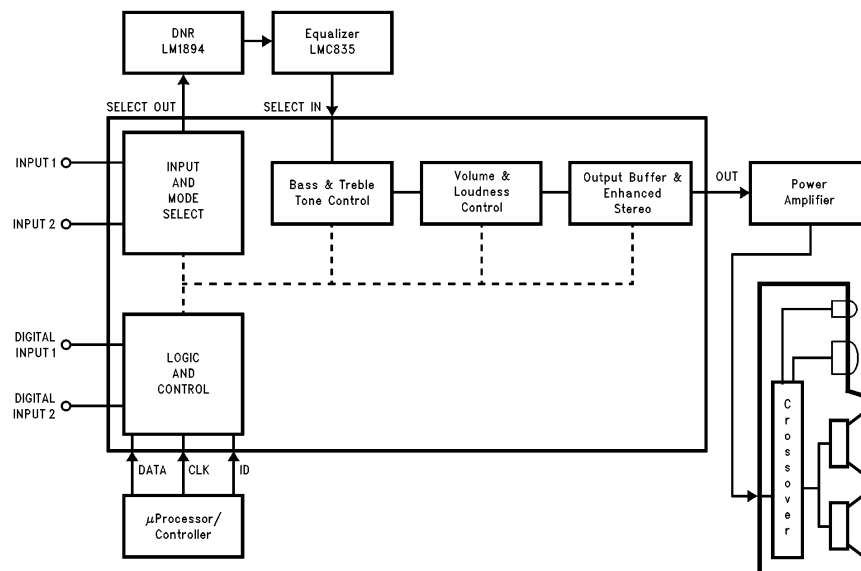 DNR
LM1894
Equalizer
LMC835
SELECT OUT
SELECT IN
INPUT 1
INPUT 2
INPUT
AND
MODE
SELECT
Bass & Treble
Tone Control
Volume &
Loudness
Control
Output Buffer &
Enhanced
Stereo
OUT
Power
Amplifier
DIGITAL
INPUT 1
DIGITAL
INPUT 2
LOGIC
AND
CONTROL
DATA
CLK
ID
μProcessor/
Controller
Crossover